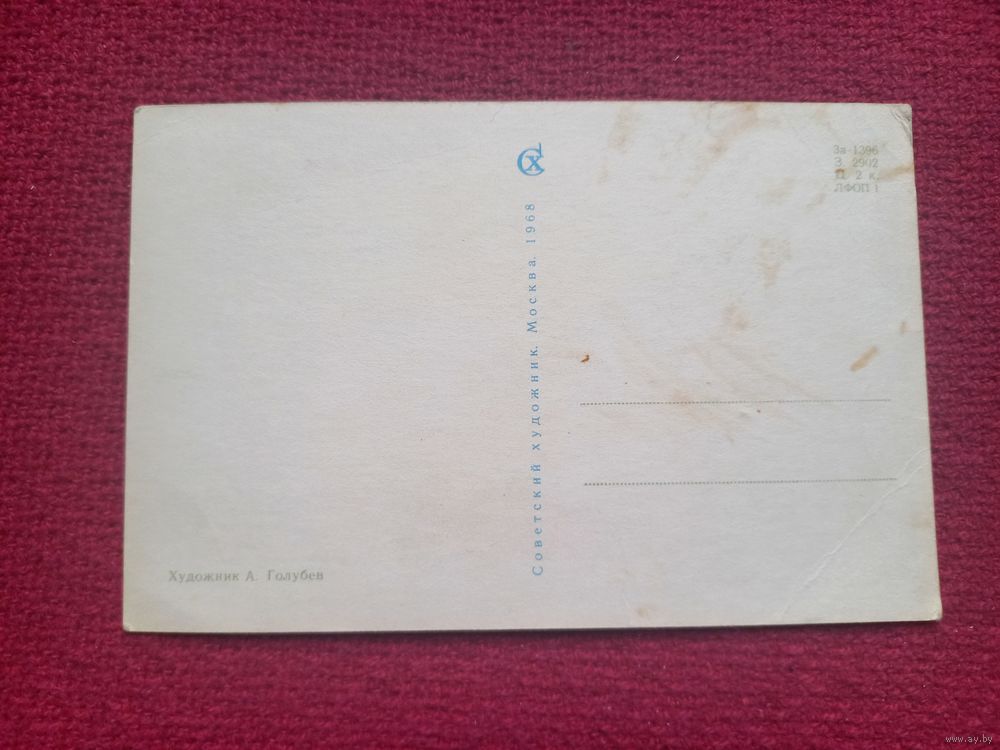 СХ
За-1396
З. 2902
Ц. 2 к.
ЛФОП 1
Советский художник. Москва. 1968
Художник А. Голубев
www.ay.by